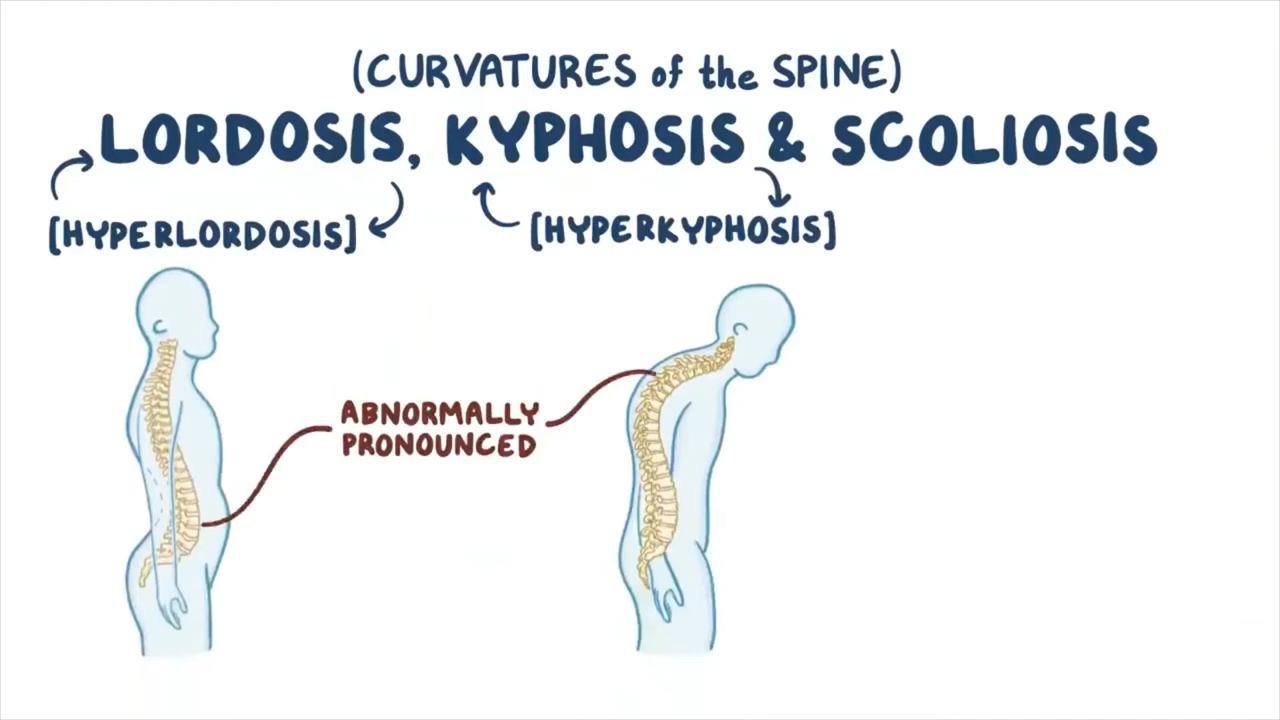 (CURVATURES of the SPINE)
LORDOSIS, KYPHOSIS & SCOLIOSIS
[HYPERLORDOSIS]
[HYPERKYPHOSIS]
ABNORMALLY
PRONOUNCED